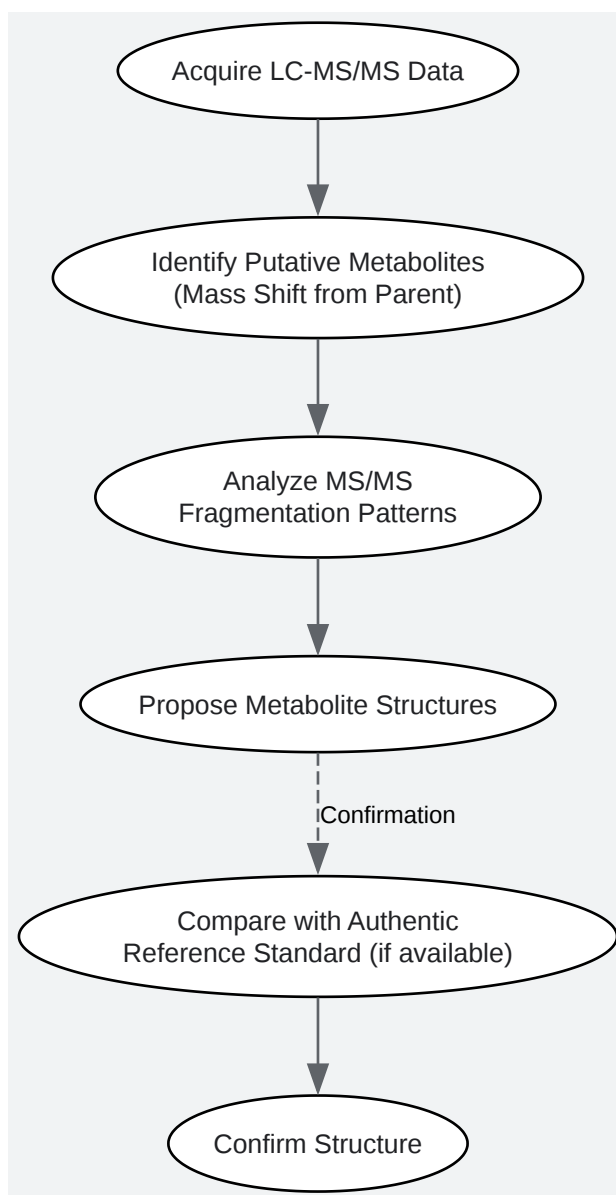 Acquire LC-MS/MS Data
Identify Putative Metabolites
(Mass Shift from Parent)
Analyze MS/MS
Fragmentation Patterns
Propose Metabolite Structures
Confirmation
Compare with Authentic
Reference Standard (if available)
Confirm Structure